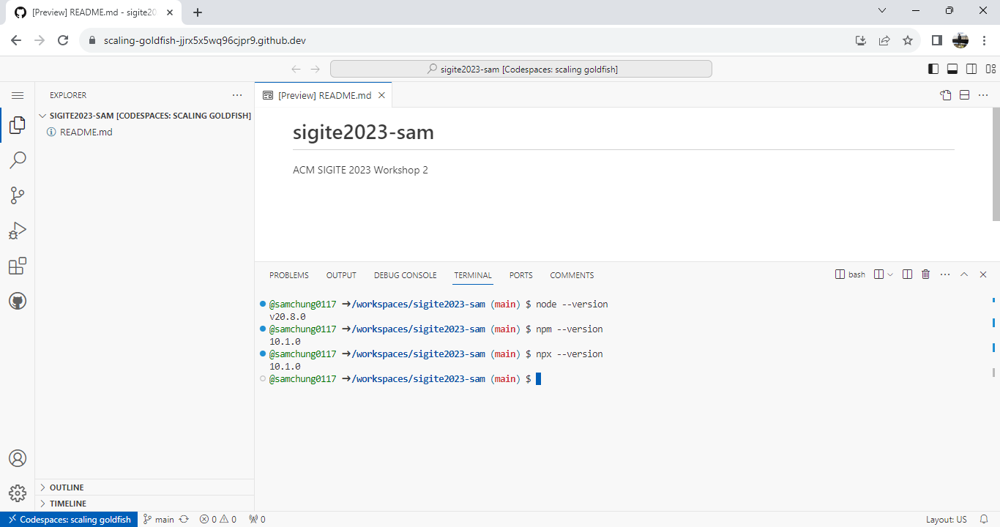 [Preview] README.md - sigite20
scaling-goldfish-jjrx5x5wq96cjpr9.github.dev
sigite2023-sam [Codespaces: scaling goldfish]
EXPLORER
SIGITE2023-SAM [CODESPACES: SCALING GOLDFISH]
README.md
OUTLINE
TIMELINE
[Preview] README.md
sigite2023-sam
ACM SIGITE 2023 Workshop 2
PROBLEMS OUTPUT DEBUG CONSOLE TERMINAL PORTS COMMENTS bash
@samchung0117 ➜/workspaces/sigite2023-sam (main) $ node --version
v20.8.0
@samchung0117 ➜/workspaces/sigite2023-sam (main) $ npm --version
10.1.0
@samchung0117 ➜/workspaces/sigite2023-sam (main) $ npx --version
10.1.0
@samchung0117 ➜/workspaces/sigite2023-sam (main) $
Codespaces: scaling goldfish main 0 0 0 Layout: US